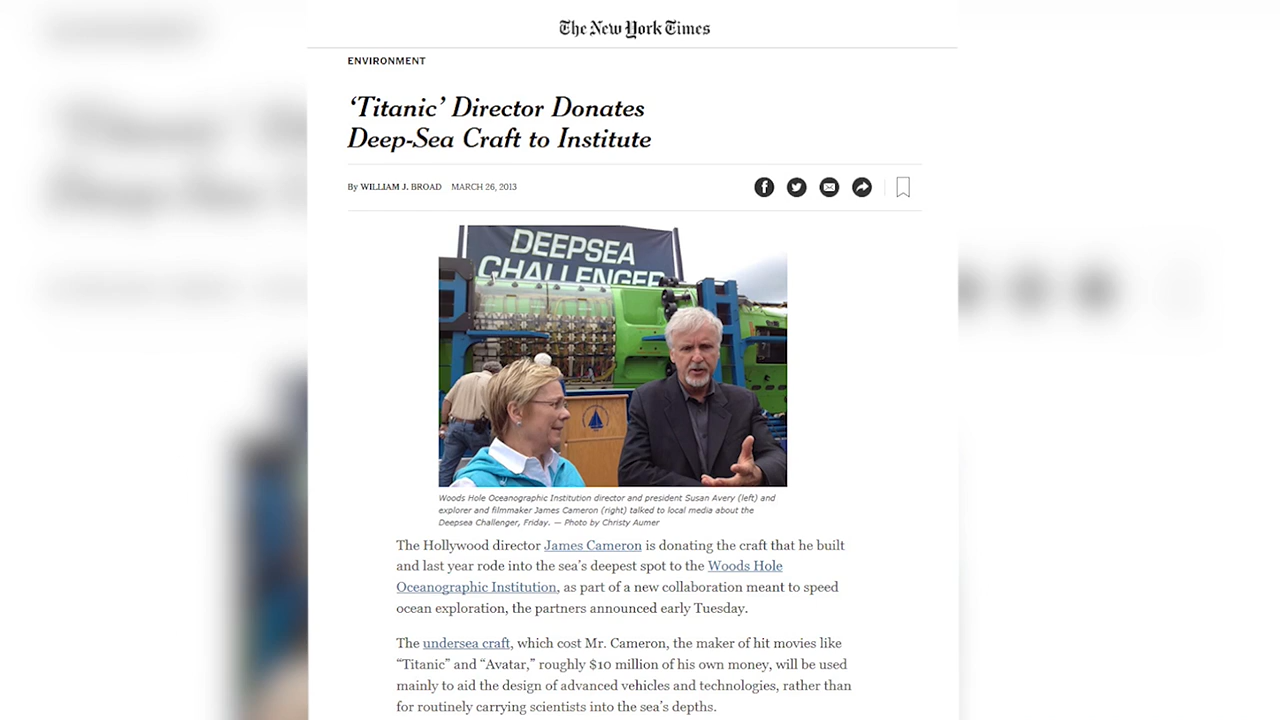 The New York Times
ENVIRONMENT
‘Titanic’ Director Donates
Deep-Sea Craft to Institute
By WILLIAM J. BROAD MARCH 26, 2013
DEEPSEA
CHALLENGER
Woods Hole Oceanographic Institution director and president Susan Avery (left) and
explorer and filmmaker James Cameron (right) talked to local media about the
Deepsea Challenger, Friday. — Photo by Christy Aumer
The Hollywood director James Cameron is donating the craft that he built
and last year rode into the sea’s deepest spot to the Woods Hole
Oceanographic Institution, as part of a new collaboration meant to speed
ocean exploration, the partners announced early Tuesday.
The undersea craft, which cost Mr. Cameron, the maker of hit movies like
“Titanic” and “Avatar,” roughly $10 million of his own money, will be used
mainly to aid the design of advanced vehicles and technologies, rather than
for routinely carrying scientists into the sea’s depths.